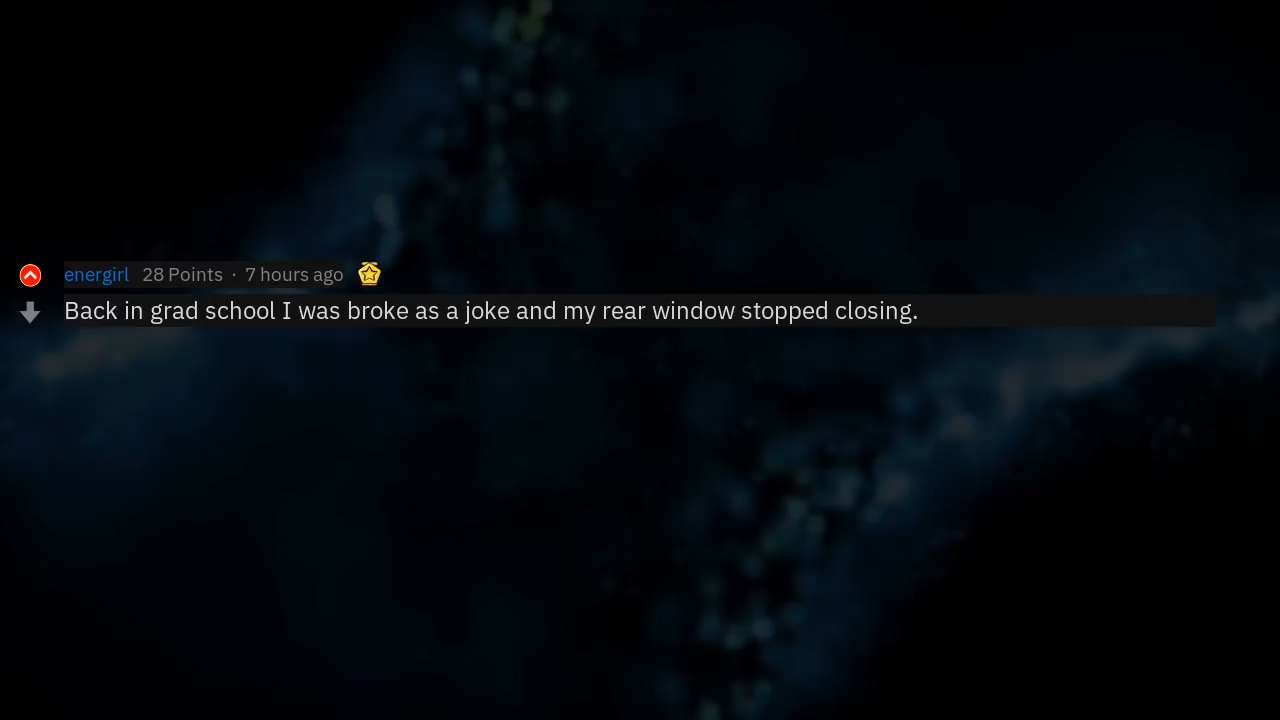 energirl 28 Points · 7 hours ago
Back in grad school I was broke as a joke and my rear window stopped closing.